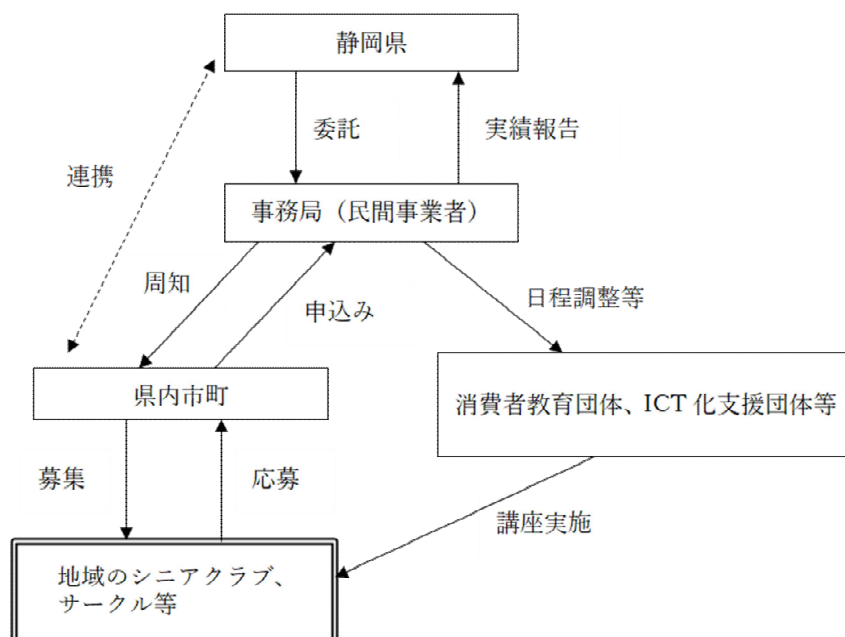 静岡県
委託
実績報告
連携
事務局（民間事業者）
周知
申込み
日程調整等
県内市町
消費者教育団体、ICT 化支援団体等
募集
応募
講座実施
地域のシニアクラブ、
サークル等